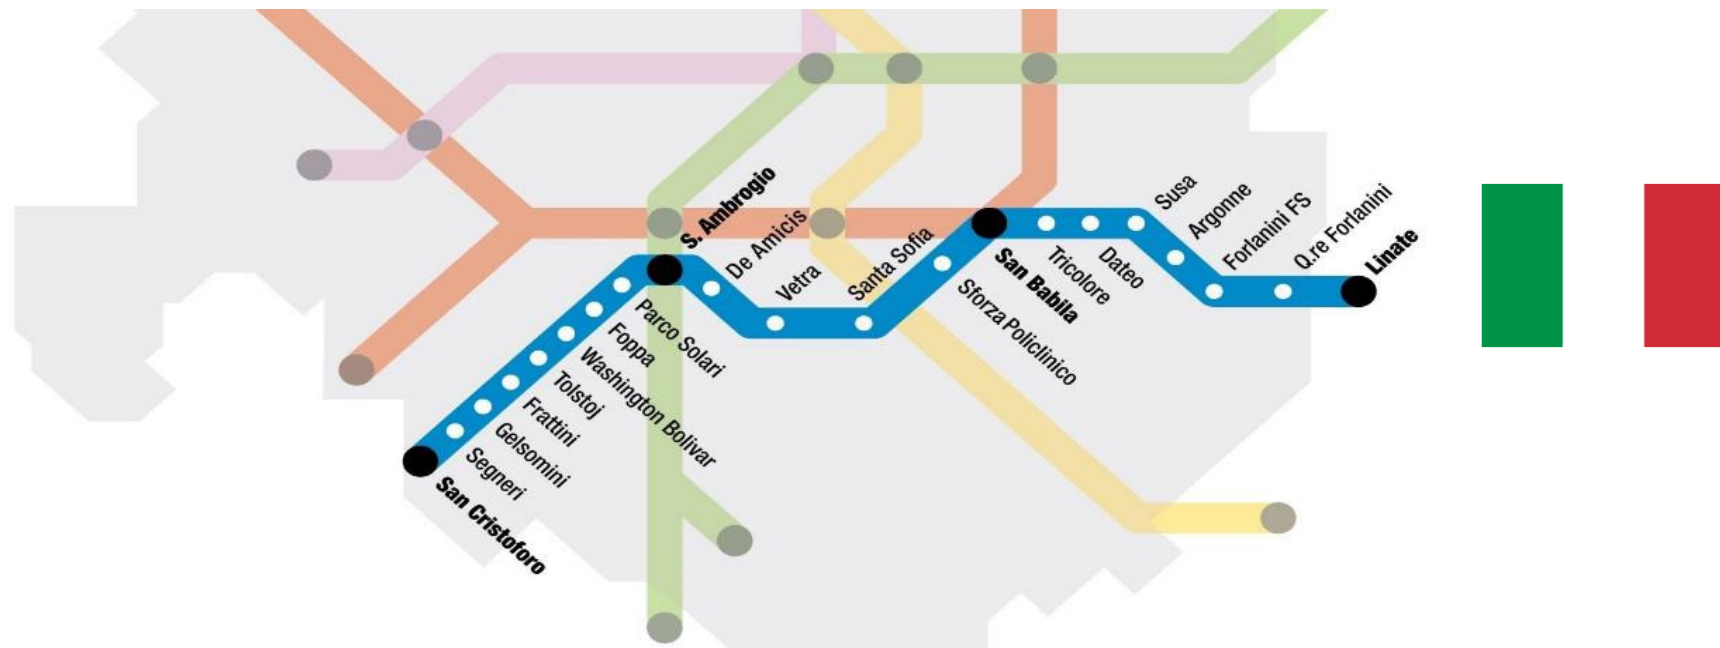 San Cristoforo
Segneri
Gelsomini
Frattini
Tolstoj
Washington Bolivar
Foppa
Parco Solari
S. Ambrogio
De Amicis
Vetra
Santa Sofia
Sforza Policlinico
San Babila
Tricolore
Dateo
Susa
Argonne
Forlanini FS
Q.re Forlanini
Linate